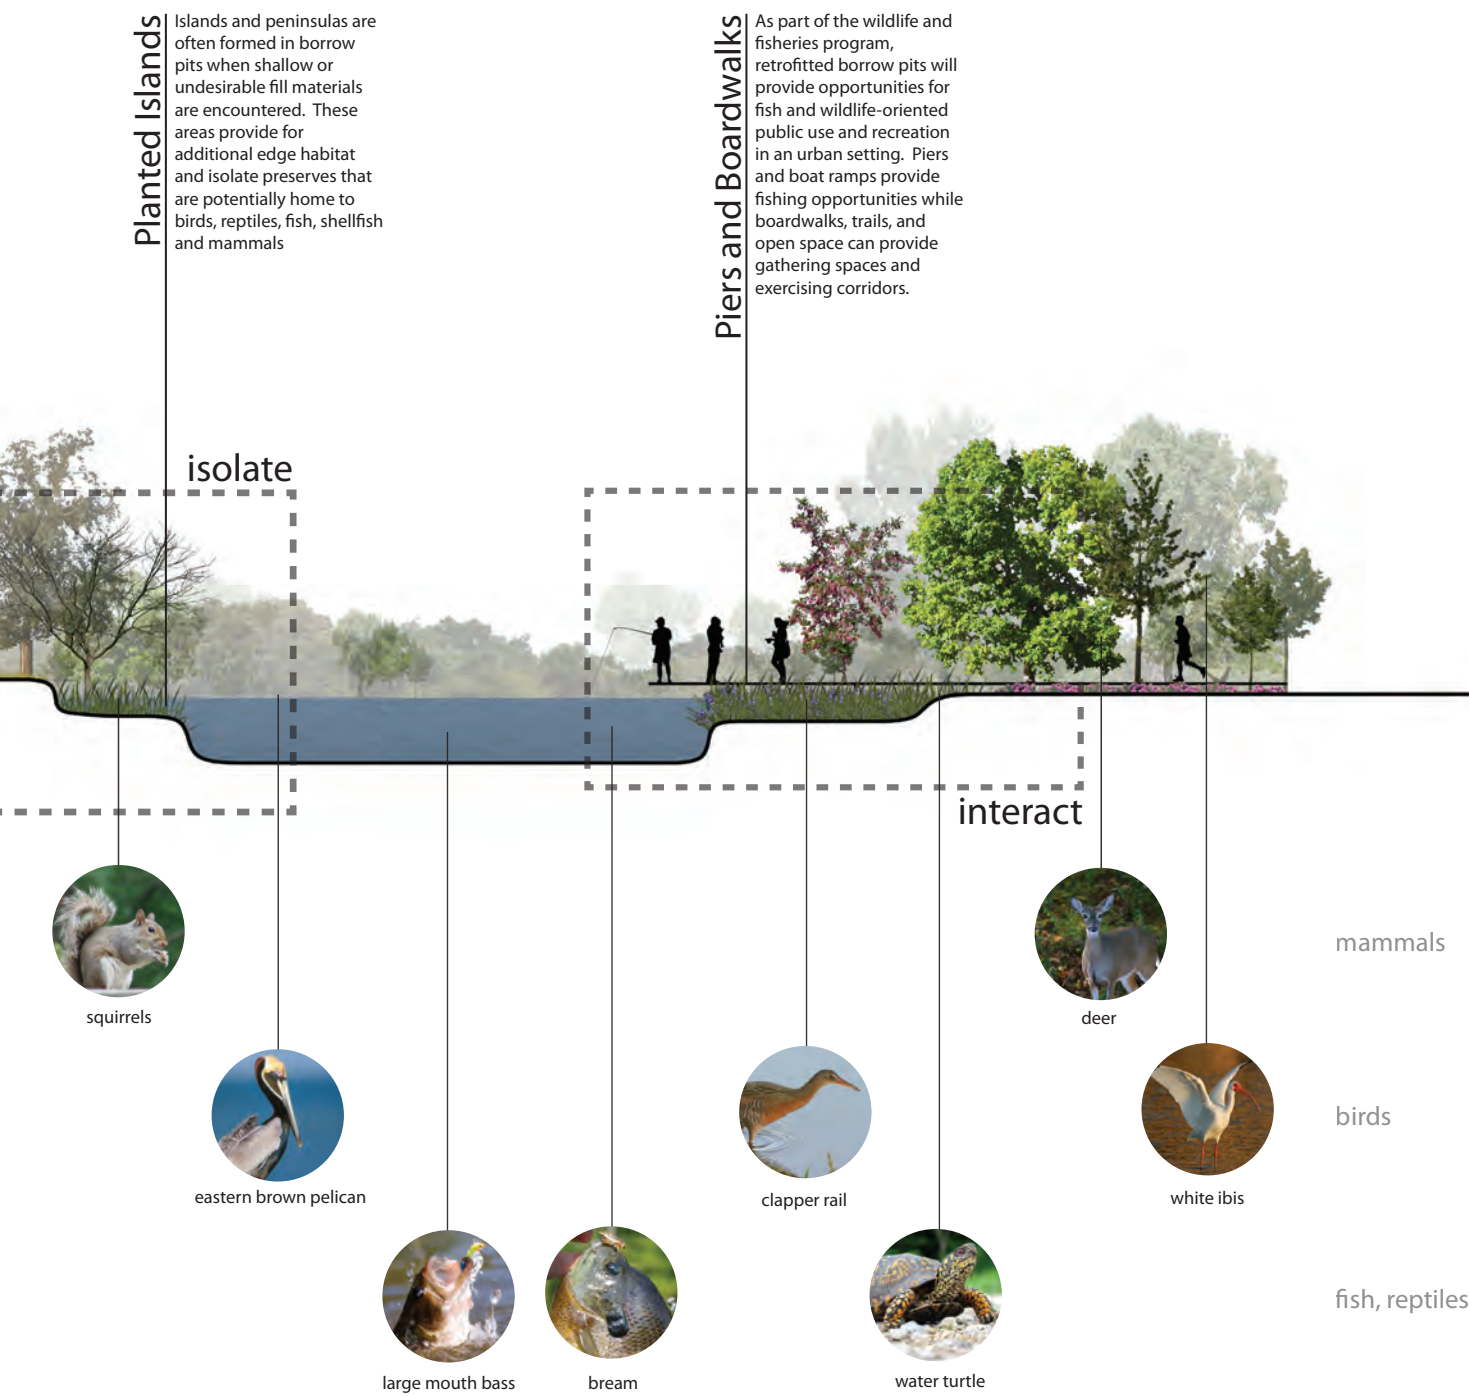 Planted Islands
Islands and peninsulas are
often formed in borrow
pits when shallow or
undesirable fill materials
are encountered.  These
areas provide for
additional edge habitat
and isolate preserves that
are potentially home to
birds, reptiles, fish, shellfish
and mammals
Piers and Boardwalks
As part of the wildlife and
fisheries program,
retrofitted borrow pits will
provide opportunities for
fish and wildlife-oriented
public use and recreation
in an urban setting.  Piers
and boat ramps provide
fishing opportunities while
boardwalks, trails, and
open space can provide
gathering spaces and
exercising corridors.
isolate
interact
squirrels
deer
mammals
eastern brown pelican
clapper rail
white ibis
birds
large mouth bass
bream
water turtle
fish, reptiles